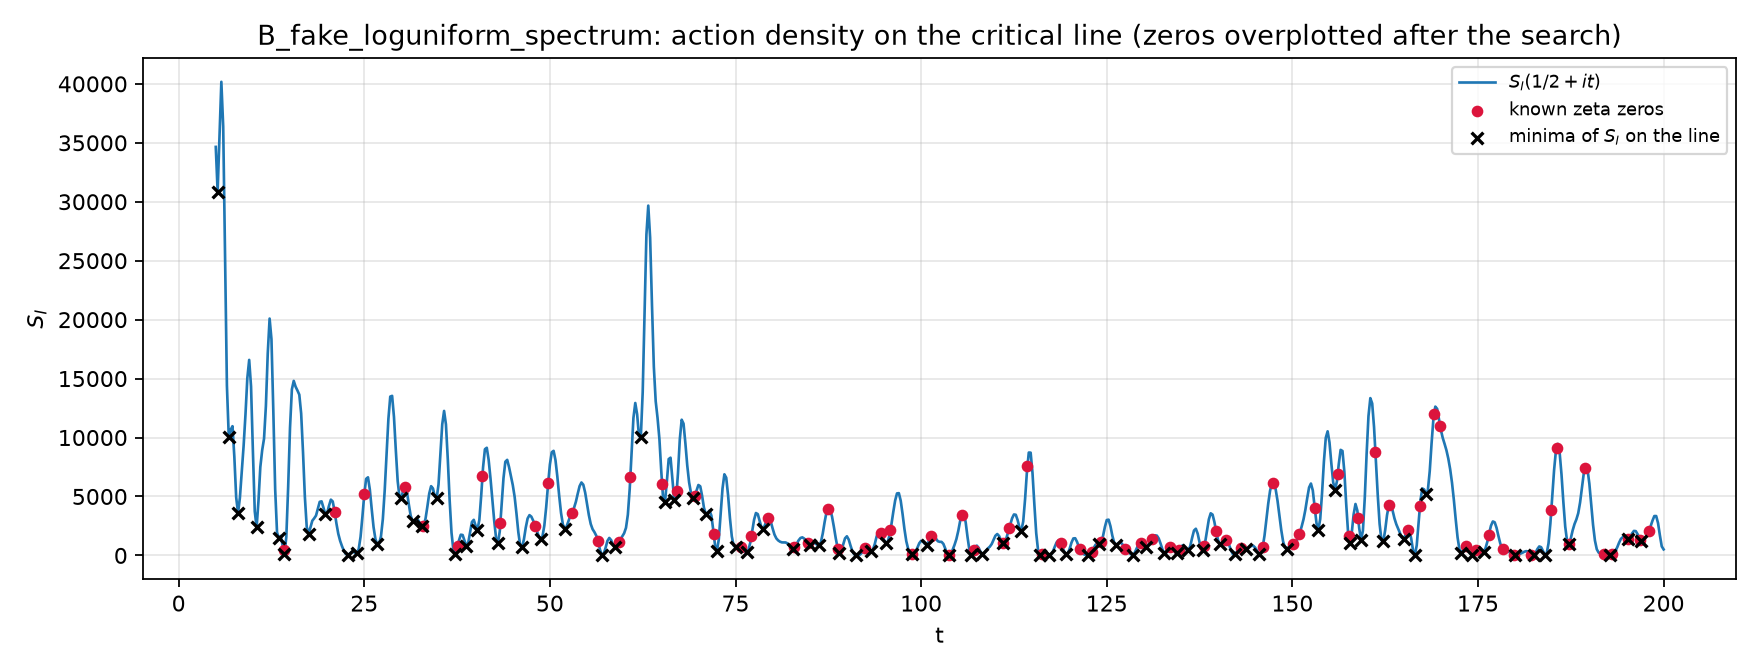 B_fake_loguniform_spectrum: action density on the critical line (zeros overplotted after the search)
S_I(1/2 + it)
known zeta zeros
minima of S_I on the line
40000
35000
30000
25000
20000
15000
10000
5000
0
S_I
0 25 50 75 100 125 150 175 200
t